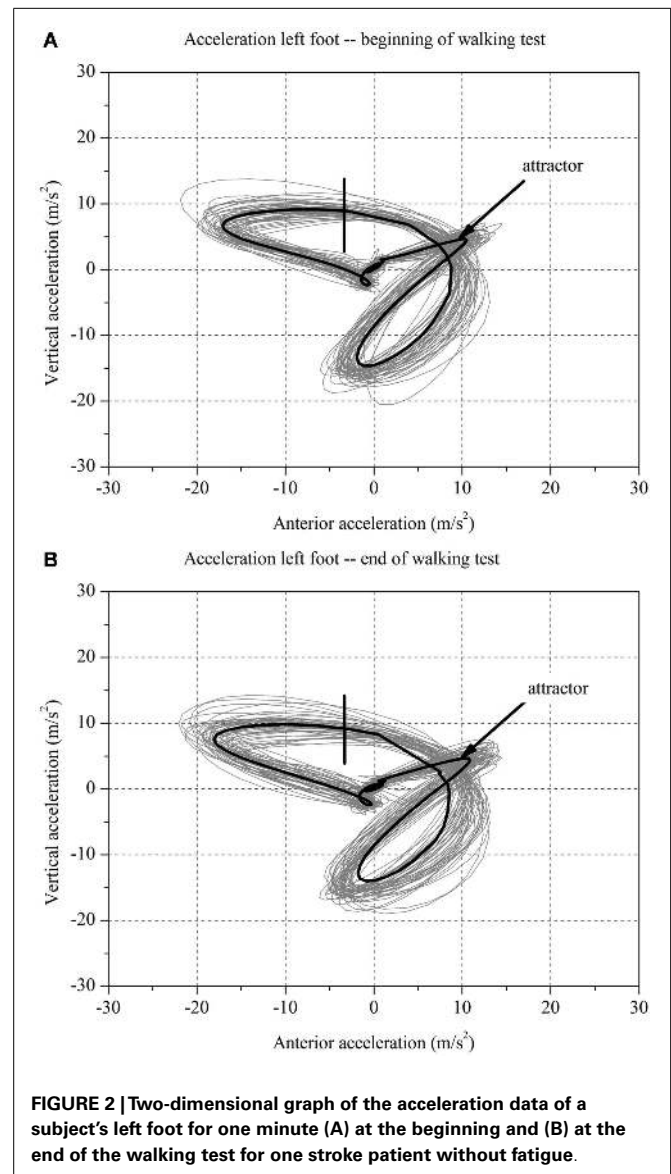 A
Acceleration left foot -- beginning of walking test
30
20
10
0
-10
-20
-30
Vertical acceleration (m/s²)
attractor
-30
-20
-10
0
10
20
30
Anterior acceleration (m/s²)
B
Acceleration left foot -- end of walking test
30
20
10
0
-10
-20
-30
Vertical acceleration (m/s²)
attractor
-30
-20
-10
0
10
20
30
Anterior acceleration (m/s²)
FIGURE 2 | Two-dimensional graph of the acceleration data of a
subject's left foot for one minute (A) at the beginning and (B) at the
end of the walking test for one stroke patient without fatigue.